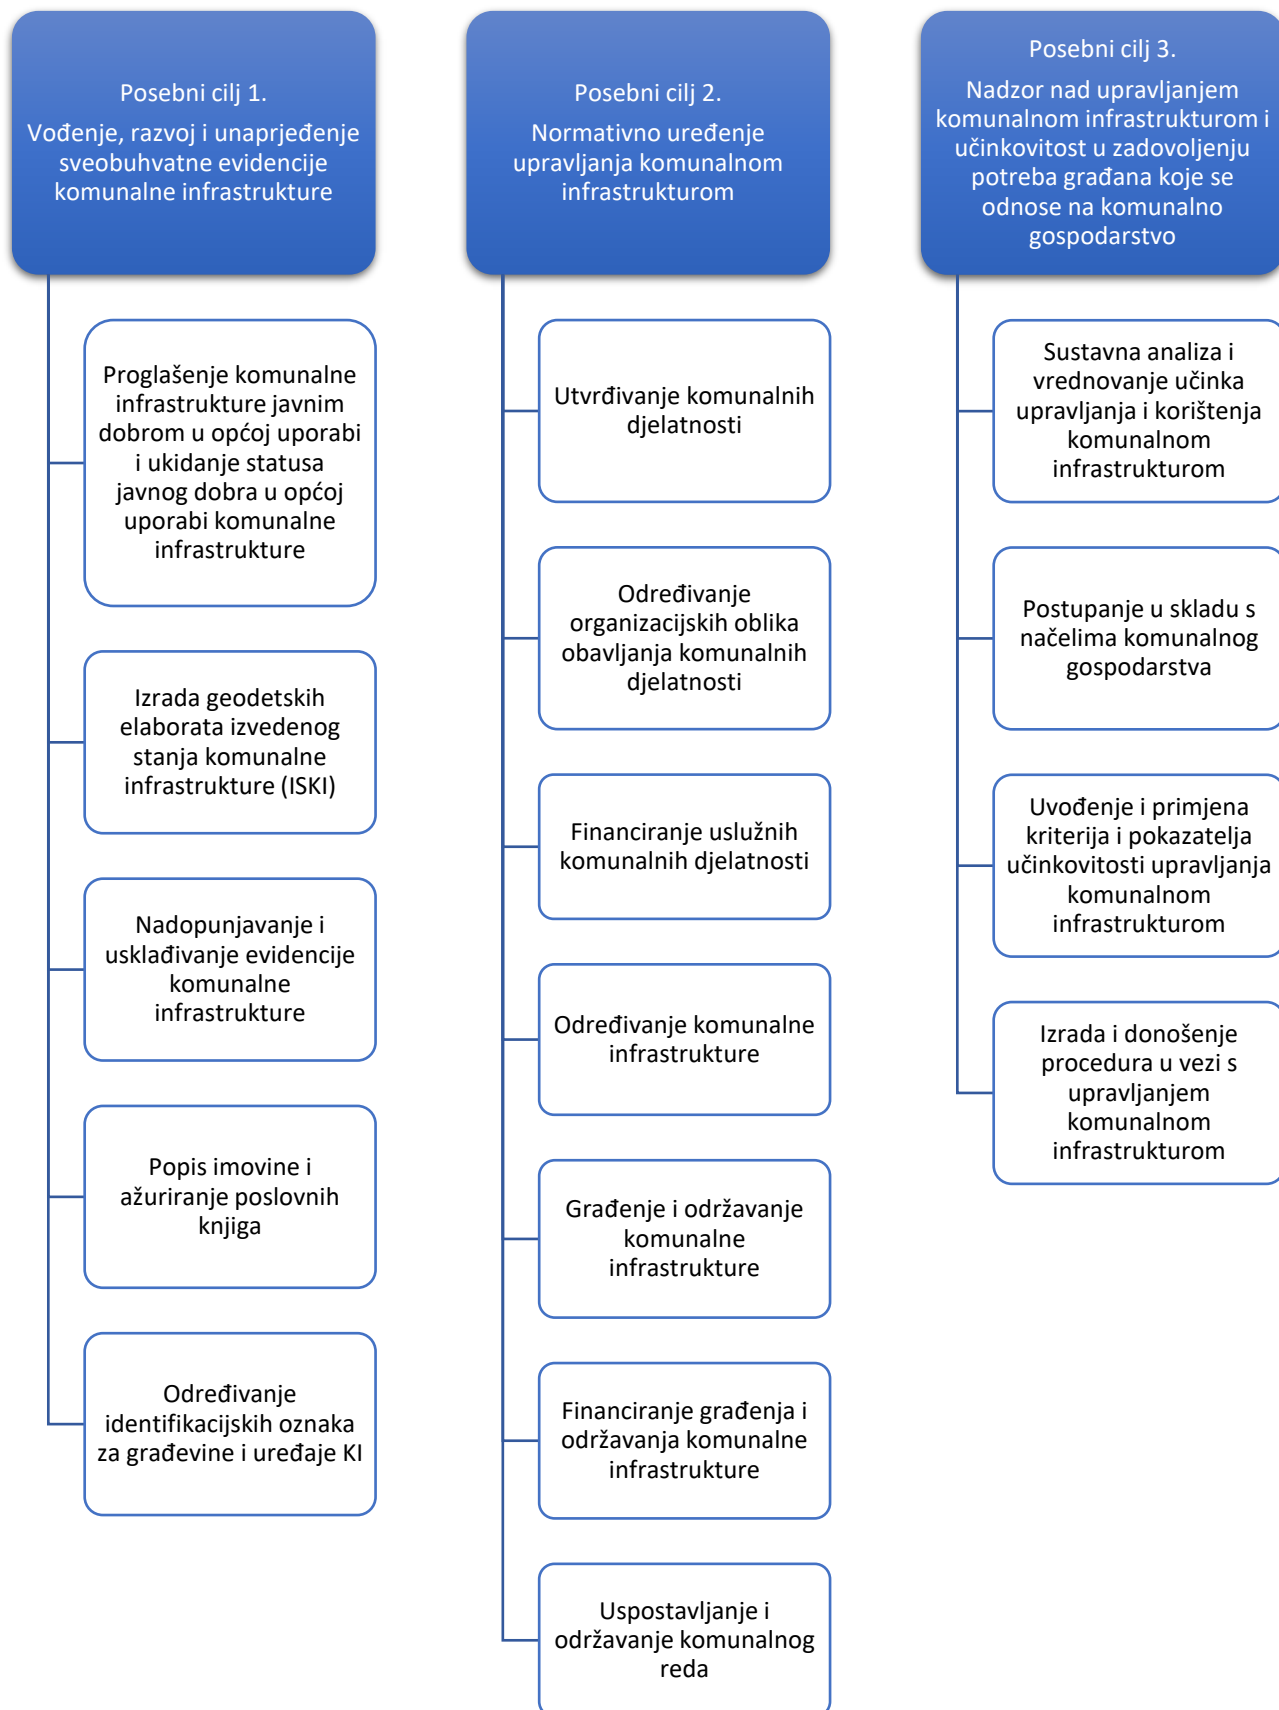 Posebni cilj 1.
Vođenje, razvoj i unaprjeđenje
sveobuhvatne evidencije
komunalne infrastrukture
Proglašenje komunalne
infrastrukture javnim
dobrom u općoj uporabi
i ukidanje statusa
javnog dobra u općoj
uporabi komunalne
infrastrukture
Izrada geodetskih
elaborata izvedenog
stanja komunalne
infrastrukture (ISKI)
Nadopunjavanje i
usklađivanje evidencije
komunalne
infrastrukture
Popis imovine i
ažuriranje poslovnih
knjiga
Određivanje
identifikacijskih oznaka
za građevine i uređaje KI
Posebni cilj 2.
Normativno uređenje
upravljanja komunalnom
infrastrukturom
Utvrđivanje komunalnih
djelatnosti
Određivanje
organizacijskih oblika
obavljanja komunalnih
djelatnosti
Financiranje uslužnih
komunalnih djelatnosti
Određivanje komunalne
infrastrukture
Građenje i održavanje
komunalne
infrastrukture
Financiranje građenja i
održavanja komunalne
infrastrukture
Uspostavljanje i
održavanje komunalnog
reda
Posebni cilj 3.
Nadzor nad upravljanjem
komunalnom infrastrukturom i
učinkovitost u zadovoljenju
potreba građana koje se
odnose na komunalno
gospodarstvo
Sustavna analiza i
vrednovanje učinka
upravljanja i korištenja
komunalnom
infrastrukturom
Postupanje u skladu s
načelima komunalnog
gospodarstva
Uvođenje i primjena
kriterija i pokazatelja
učinkovitosti upravljanja
komunalnom
infrastrukturom
Izrada i donošenje
procedura u vezi s
upravljanjem
komunalnom
infrastrukturom